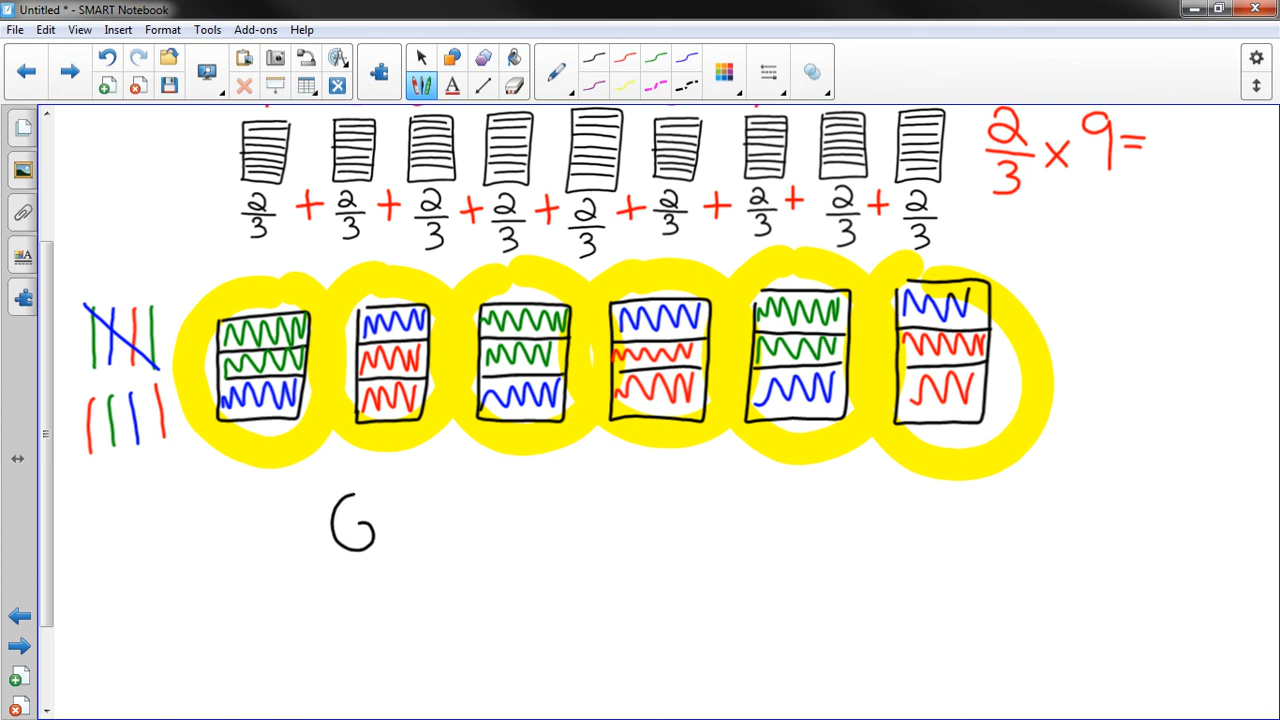 Untitled * - SMART Notebook
File Edit View Insert Format Tools Add-ons Help
2/3 × 9 =
2/3 + 2/3 + 2/3 + 2/3 + 2/3 + 2/3 + 2/3 + 2/3 + 2/3
6